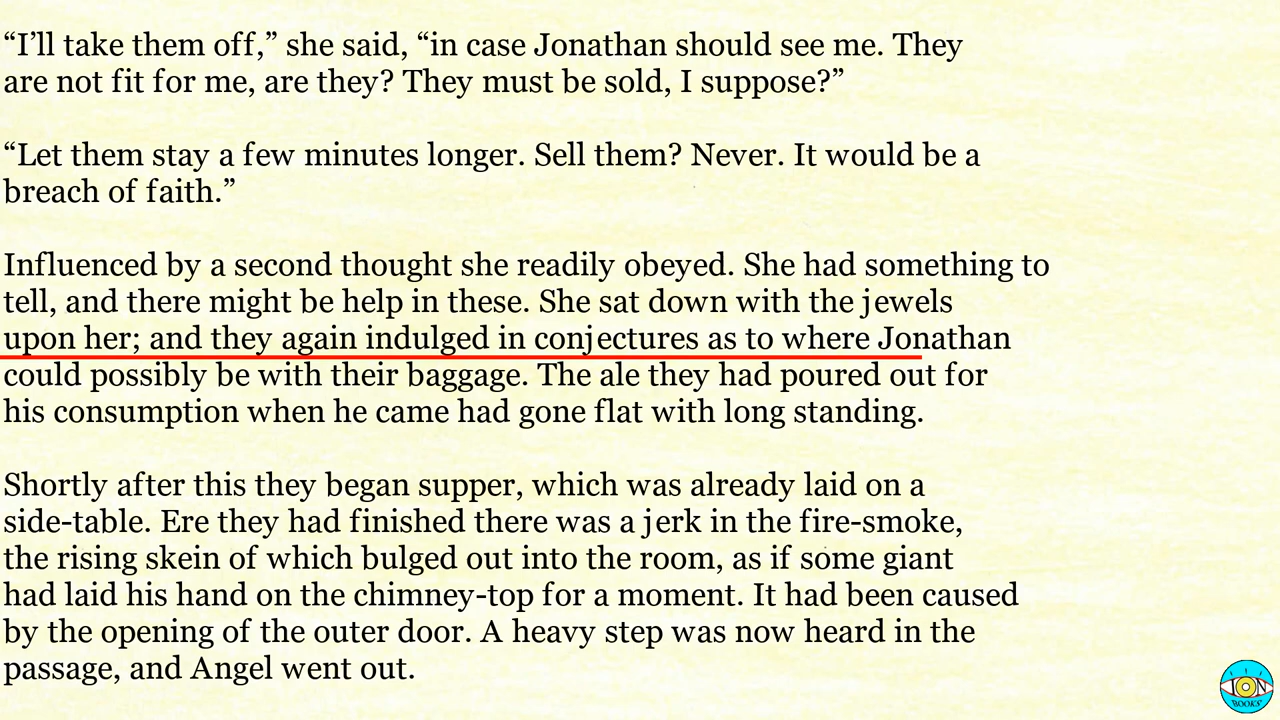 “I’ll take them off,” she said, “in case Jonathan should see me. They
are not fit for me, are they? They must be sold, I suppose?”
“Let them stay a few minutes longer. Sell them? Never. It would be a
breach of faith.”
Influenced by a second thought she readily obeyed. She had something to
tell, and there might be help in these. She sat down with the jewels
upon her; and they again indulged in conjectures as to where Jonathan
could possibly be with their baggage. The ale they had poured out for
his consumption when he came had gone flat with long standing.
Shortly after this they began supper, which was already laid on a
side-table. Ere they had finished there was a jerk in the fire-smoke,
the rising skein of which bulged out into the room, as if some giant
had laid his hand on the chimney-top for a moment. It had been caused
by the opening of the outer door. A heavy step was now heard in the
passage, and Angel went out.
ION
BOOKS